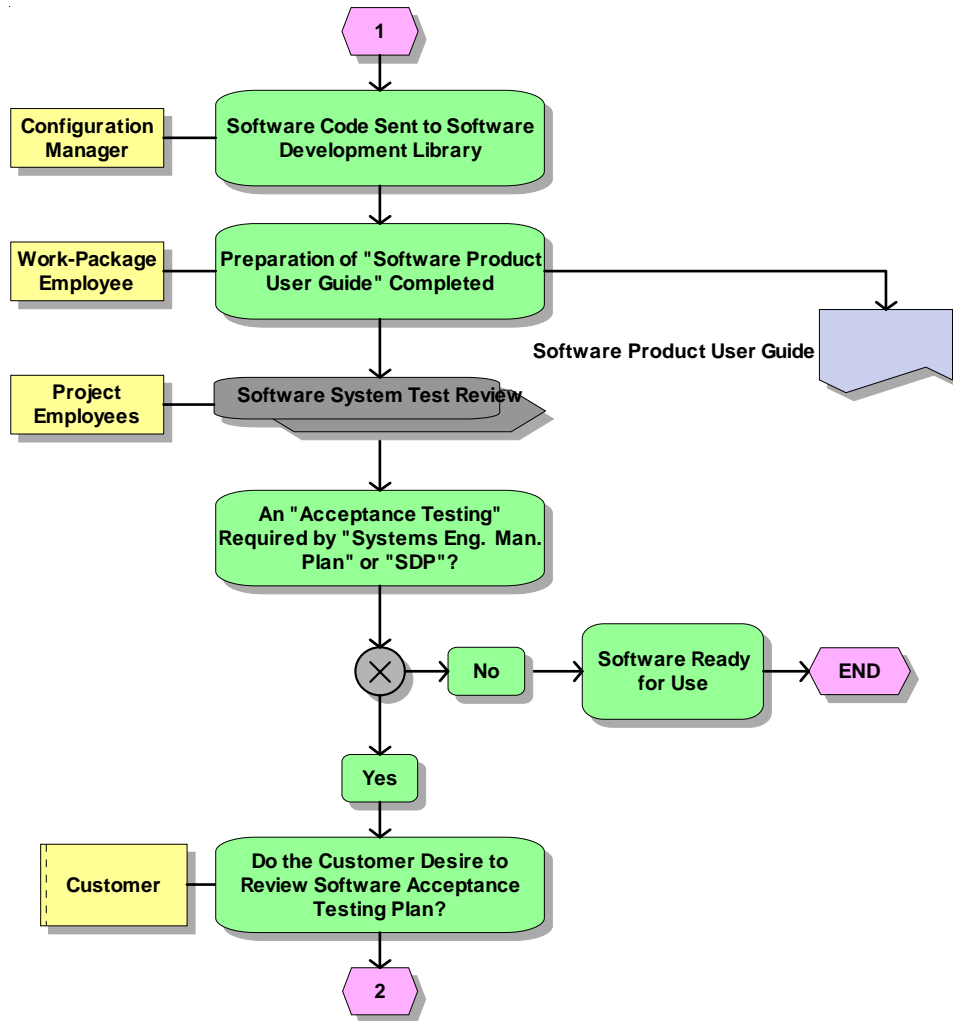 1
Configuration
Manager
Software Code Sent to Software
Development Library
Work-Package
Employee
Preparation of "Software Product
User Guide" Completed
Software Product User Guide
Project
Employees
Software System Test Review
An "Acceptance Testing"
Required by "Systems Eng. Man.
Plan" or "SDP"?
No
Software Ready
for Use
END
Yes
Customer
Do the Customer Desire to
Review Software Acceptance
Testing Plan?
2